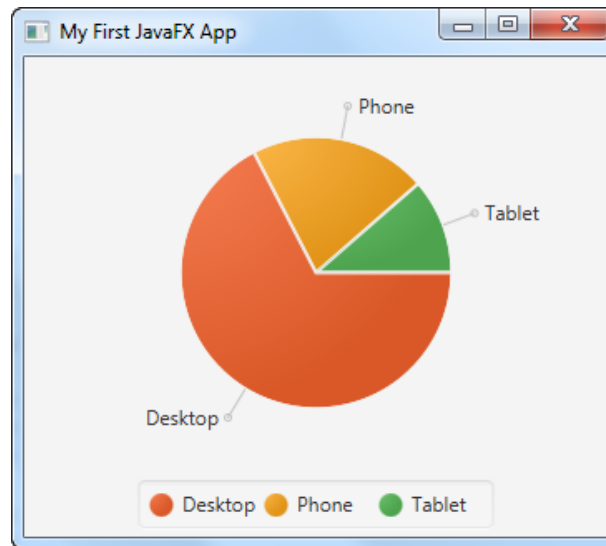 My First JavaFX App
Phone
Tablet
Desktop
Desktop Phone Tablet